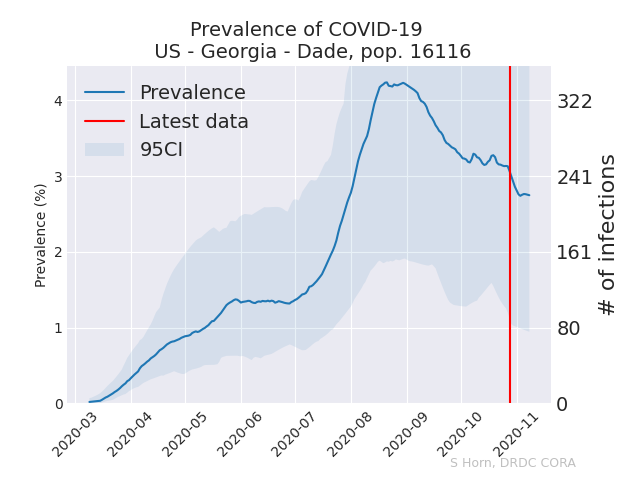 Prevalence of COVID-19
US - Georgia - Dade, pop. 16116
Prevalence
Latest data
95CI
Prevalence (%)
4
3
2
1
0
# of infections
322
241
161
80
0
2020-03
2020-04
2020-05
2020-06
2020-07
2020-08
2020-09
2020-10
2020-11
S Horn, DRDC CORA